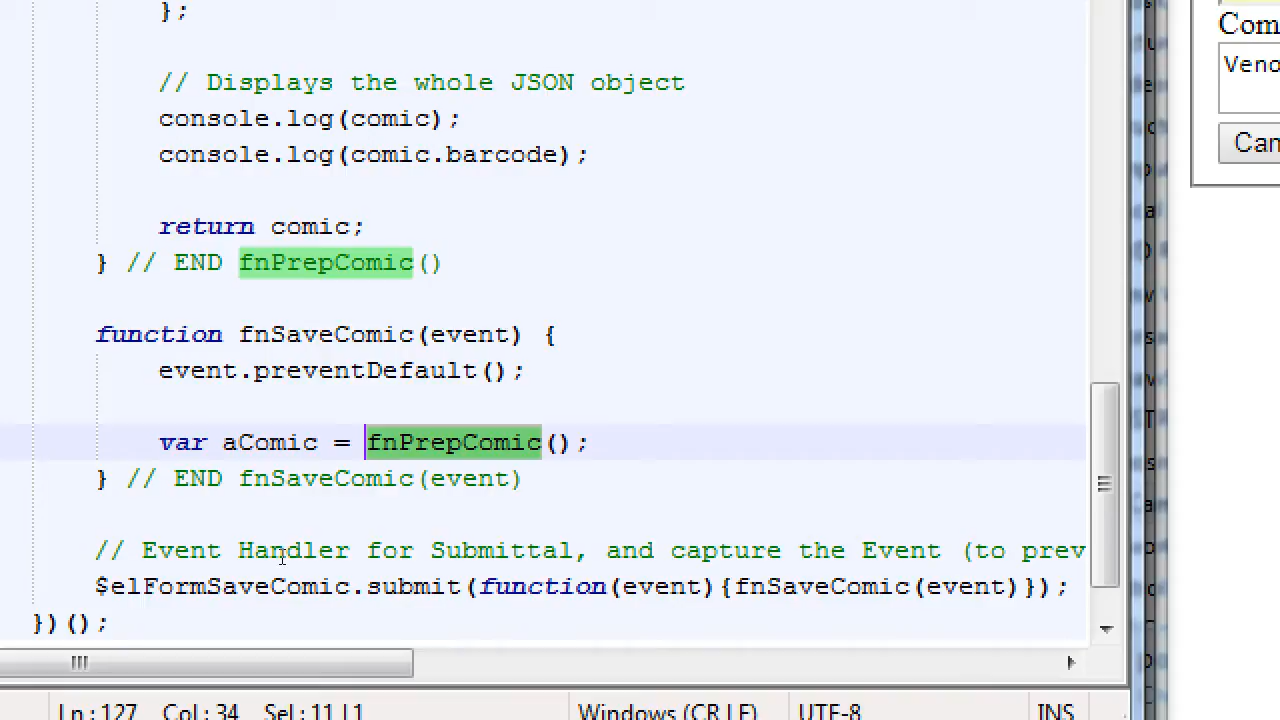 };
// Displays the whole JSON object
console.log(comic);
console.log(comic.barcode);
return comic;
} // END fnPrepComic()
function fnSaveComic(event) {
event.preventDefault();
var aComic = fnPrepComic();
} // END fnSaveComic(event)
// Event Handler for Submittal, and capture the Event (to prev
$elFormSaveComic.submit(function(event){fnSaveComic(event)});
})();
Ln:127 Col:34 Sel:11|1 Windows (CR LF) UTF-8 INS
Com
Veno
Can